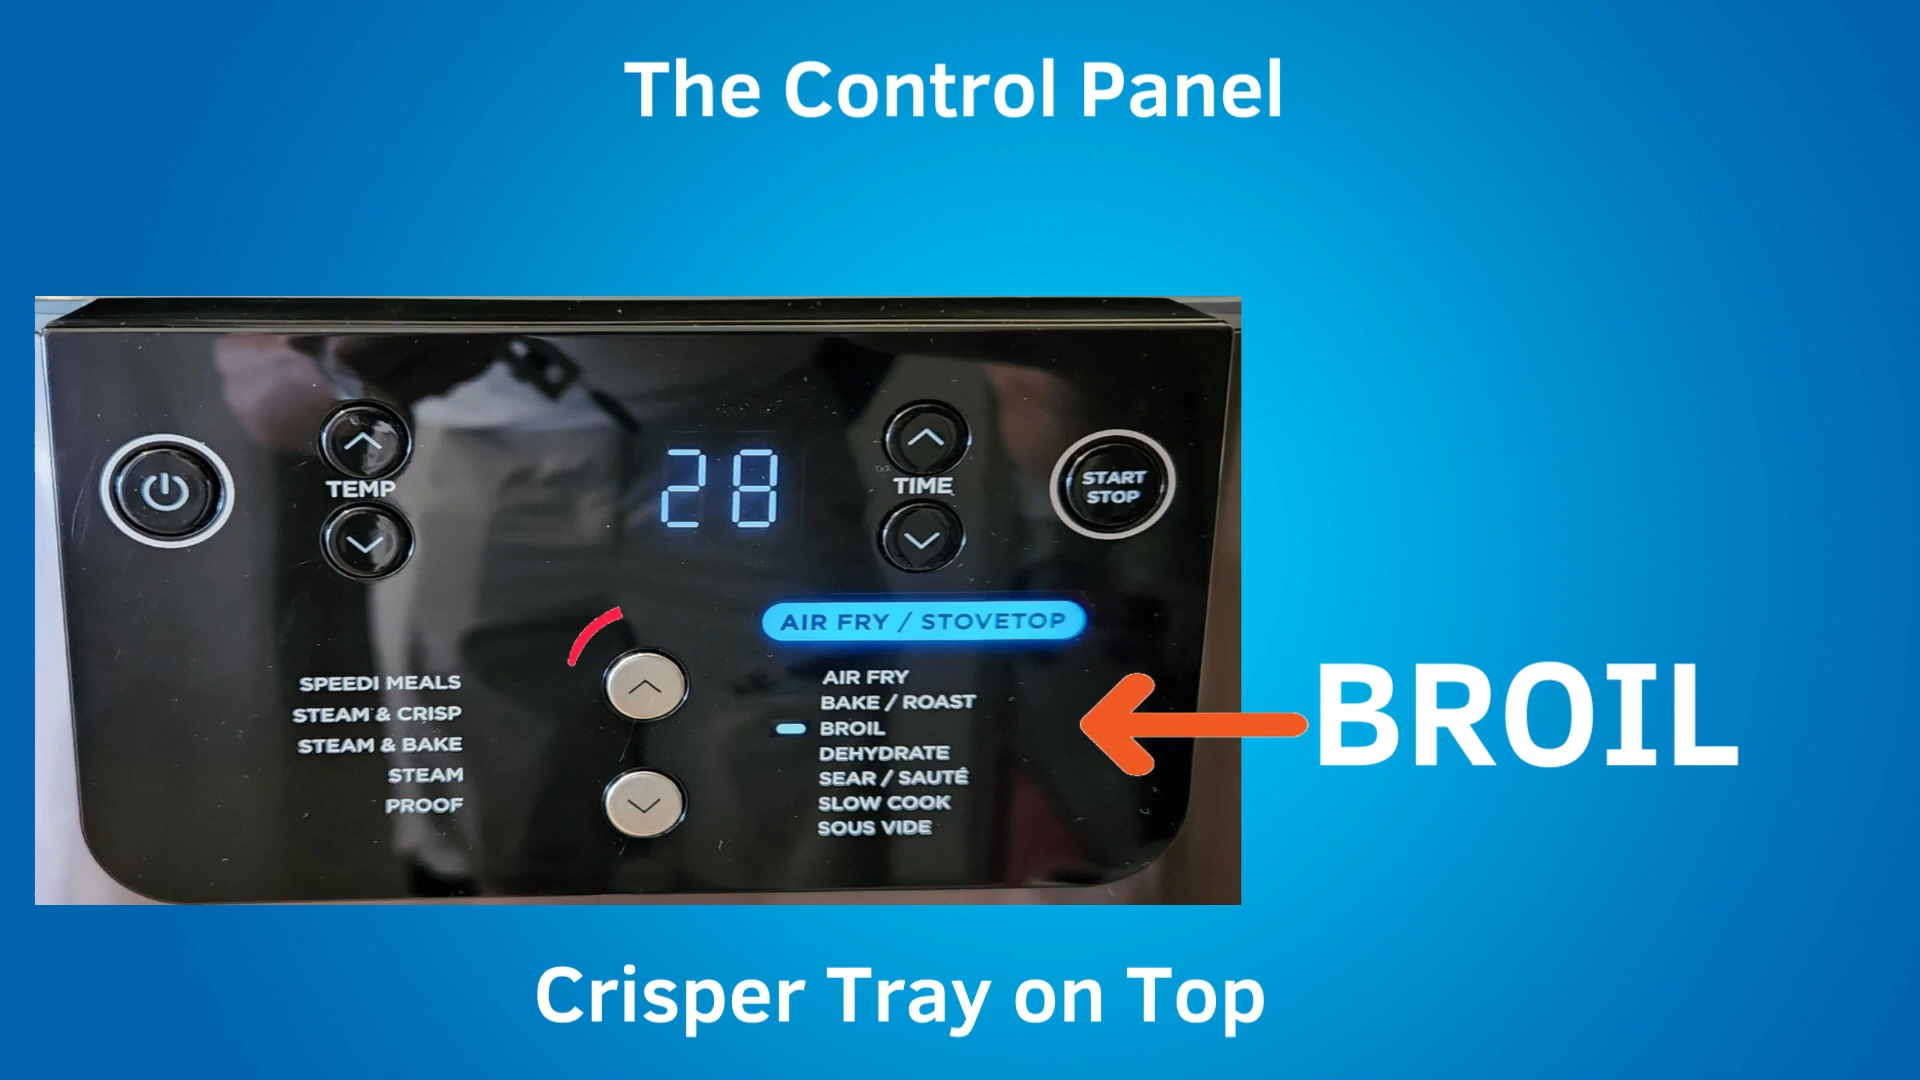 The Control Panel
28
TEMP
TIME
START
STOP
AIR FRY / STOVETOP
SPEEDI MEALS
STEAM & CRISP
STEAM & BAKE
STEAM
PROOF
AIR FRY
BAKE / ROAST
BROIL
DEHYDRATE
SEAR / SAUTÉ
SLOW COOK
SOUS VIDE
BROIL
Crisper Tray on Top